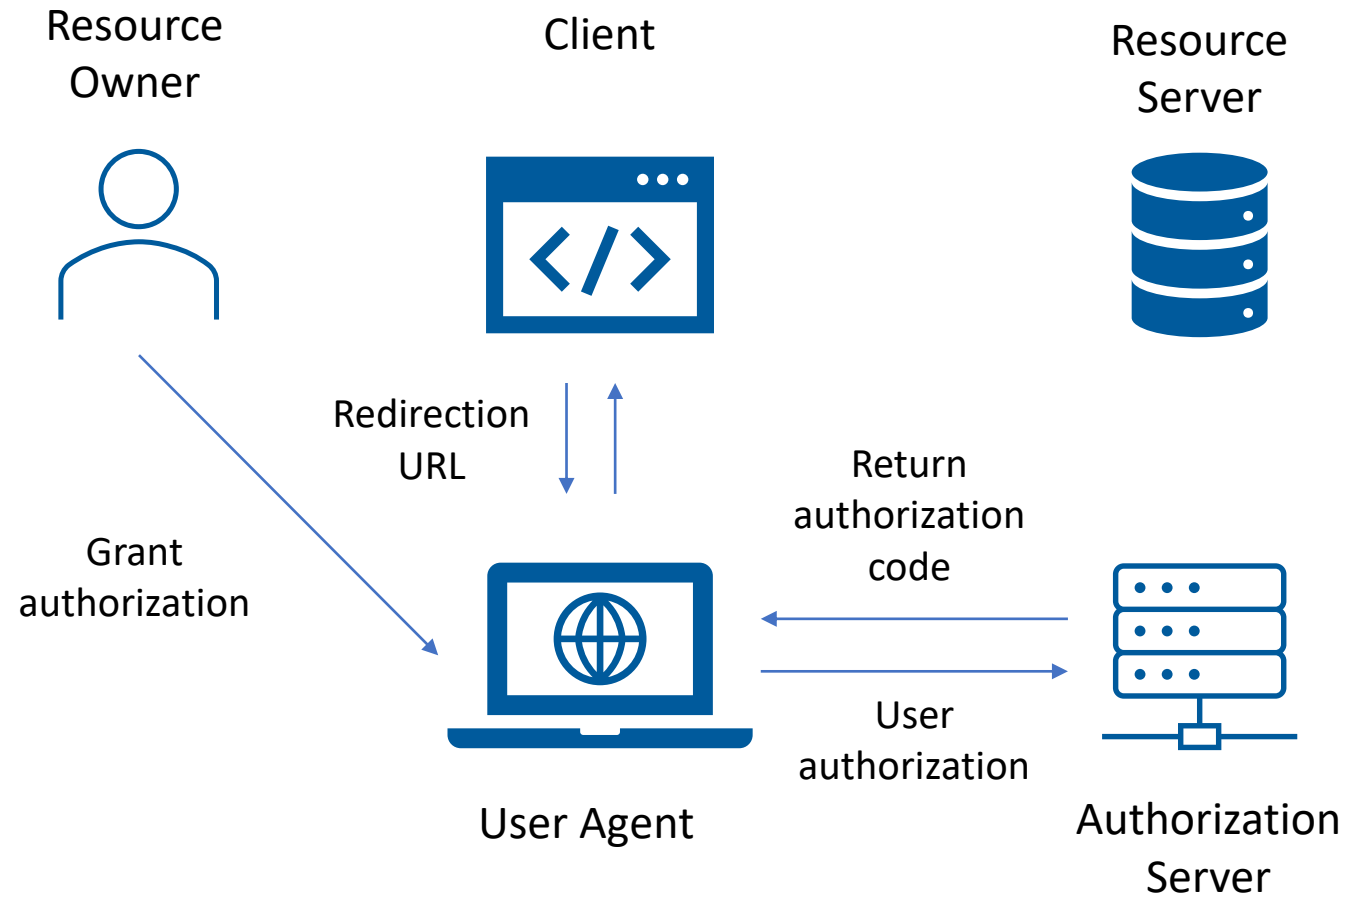 Resource
Owner
Client
Resource
Server
Redirection
URL
Return
authorization
code
Grant
authorization
User
authorization
User Agent
Authorization
Server